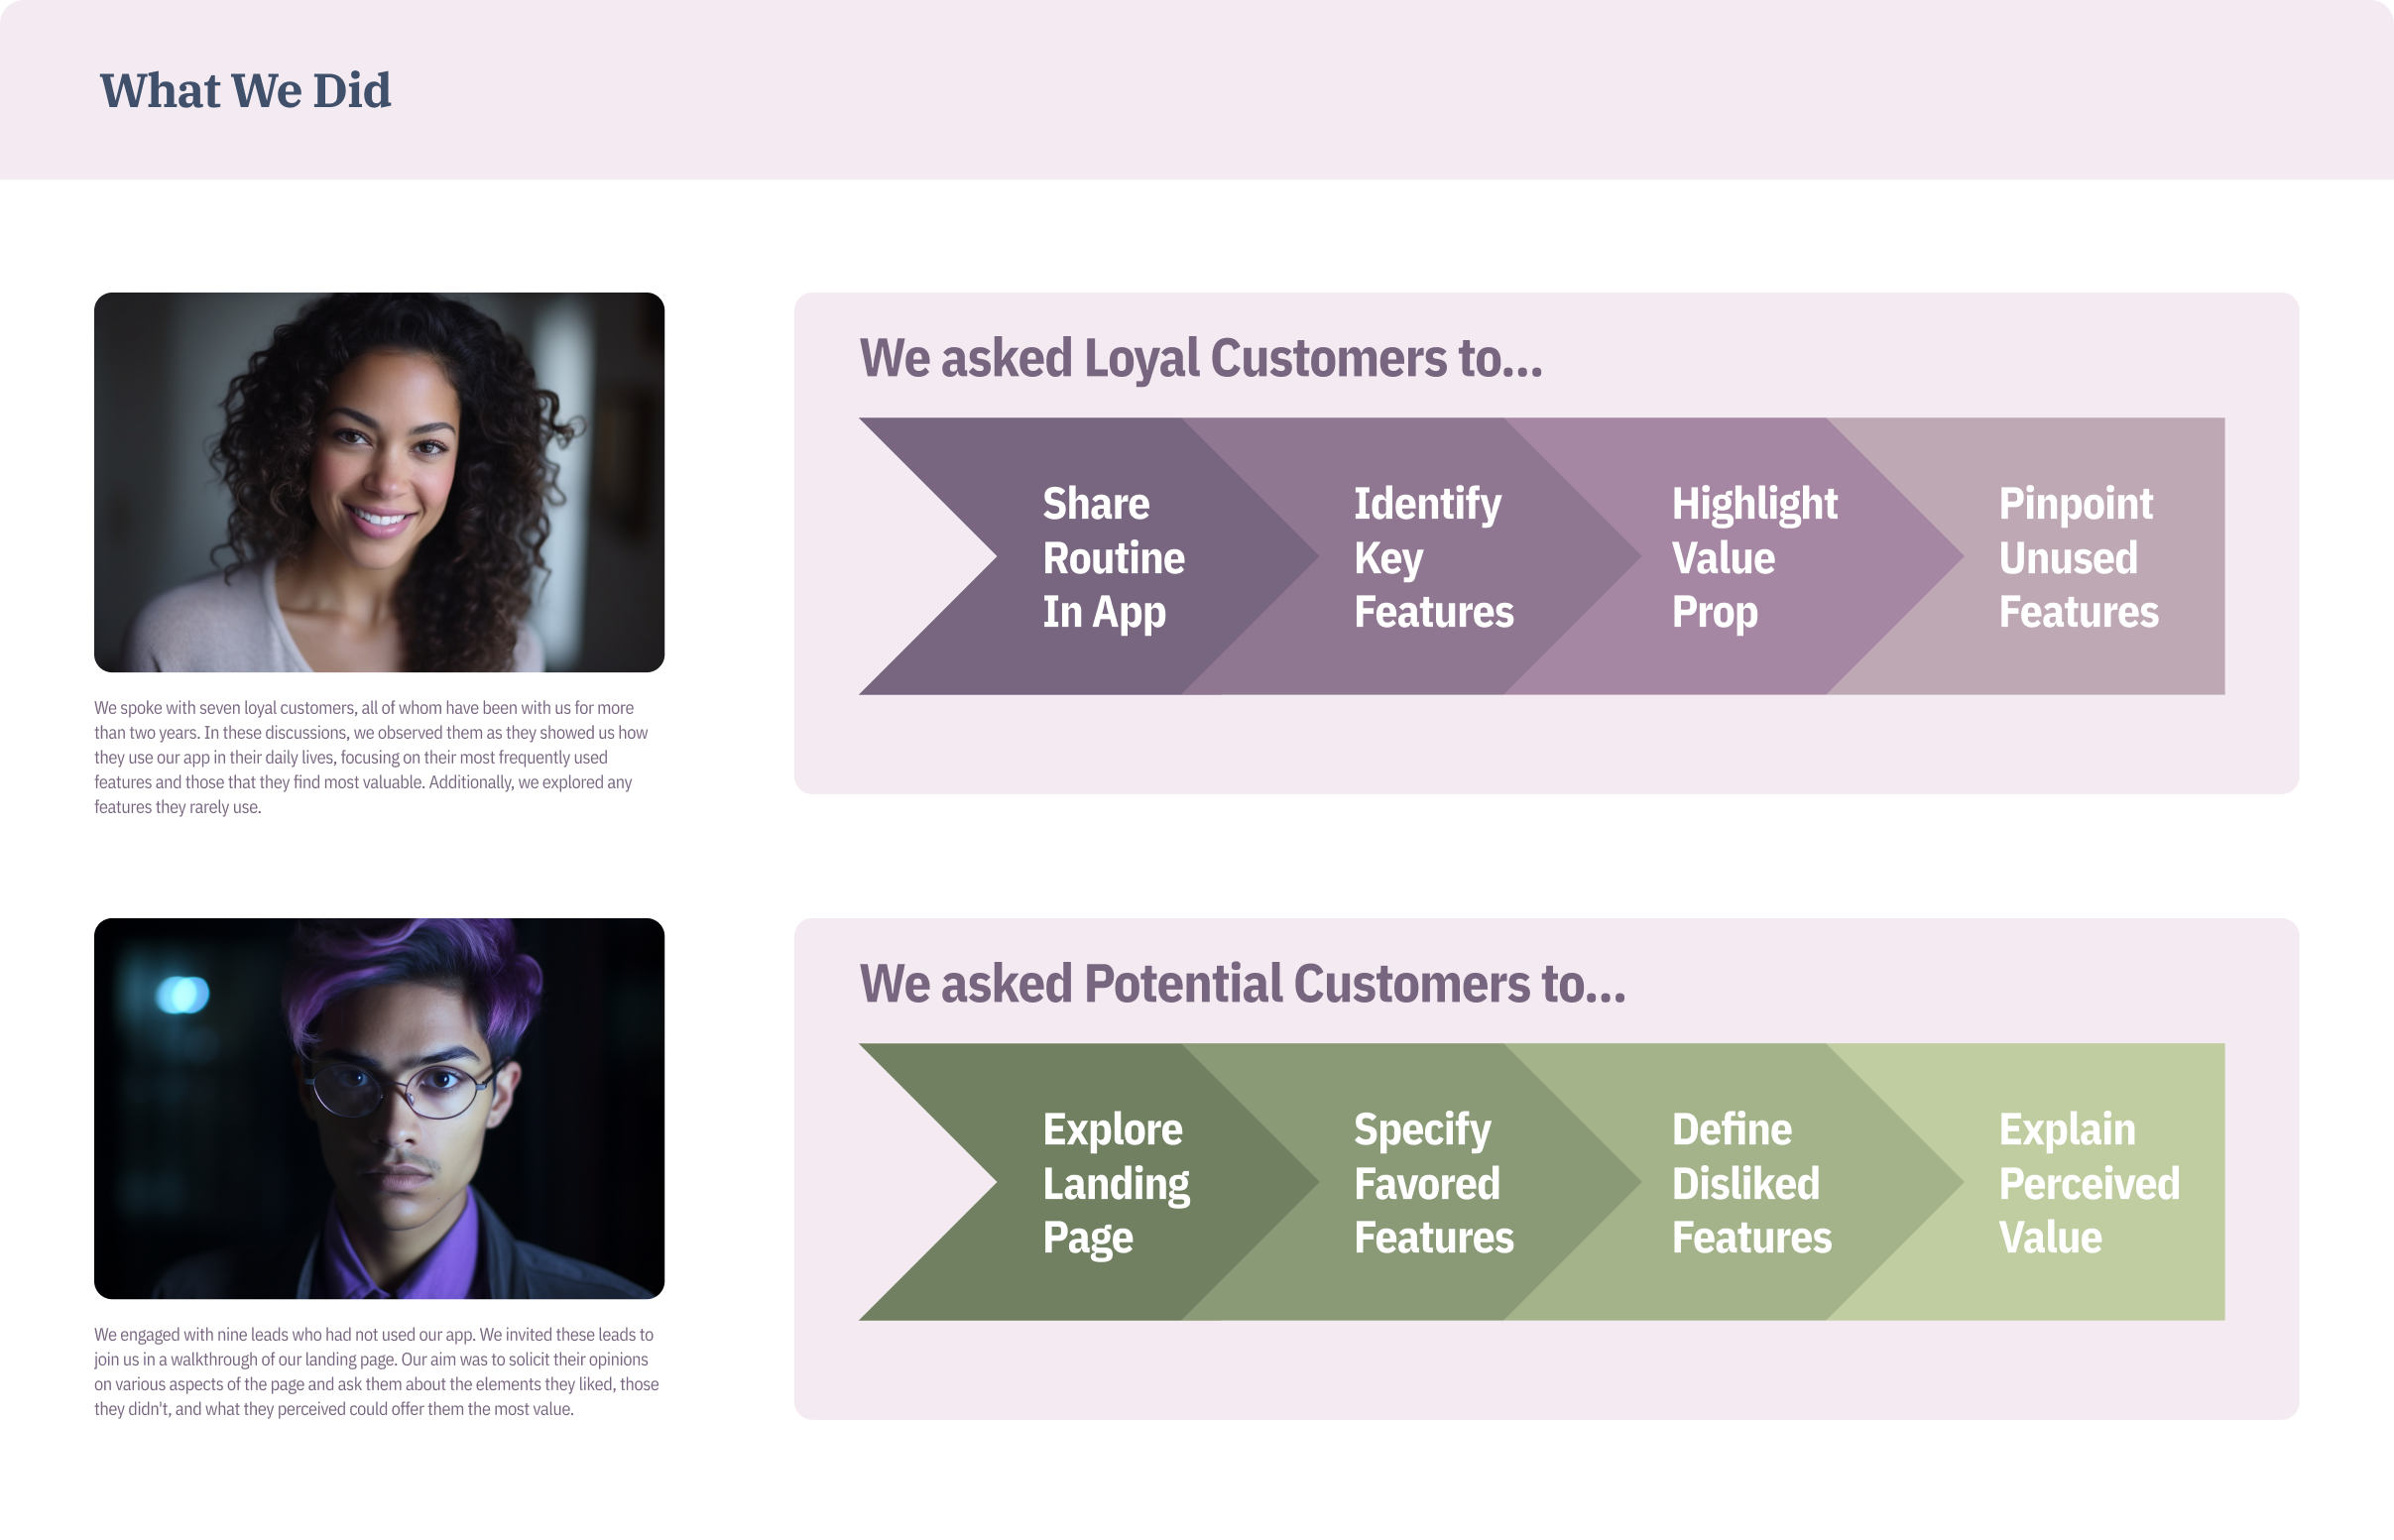 What We Did
We spoke with seven loyal customers, all of whom have been with us for more
than two years. In these discussions, we observed them as they showed us how
they use our app in their daily lives, focusing on their most frequently used
features and those that they find most valuable. Additionally, we explored any
features they rarely use.
We asked Loyal Customers to...
Share
Routine
In App
Identify
Key
Features
Highlight
Value
Prop
Pinpoint
Unused
Features
We engaged with nine leads who had not used our app. We invited these leads to
join us in a walkthrough of our landing page. Our aim was to solicit their opinions
on various aspects of the page and ask them about the elements they liked, those
they didn't, and what they perceived could offer them the most value.
We asked Potential Customers to...
Explore
Landing
Page
Specify
Favored
Features
Define
Disliked
Features
Explain
Perceived
Value